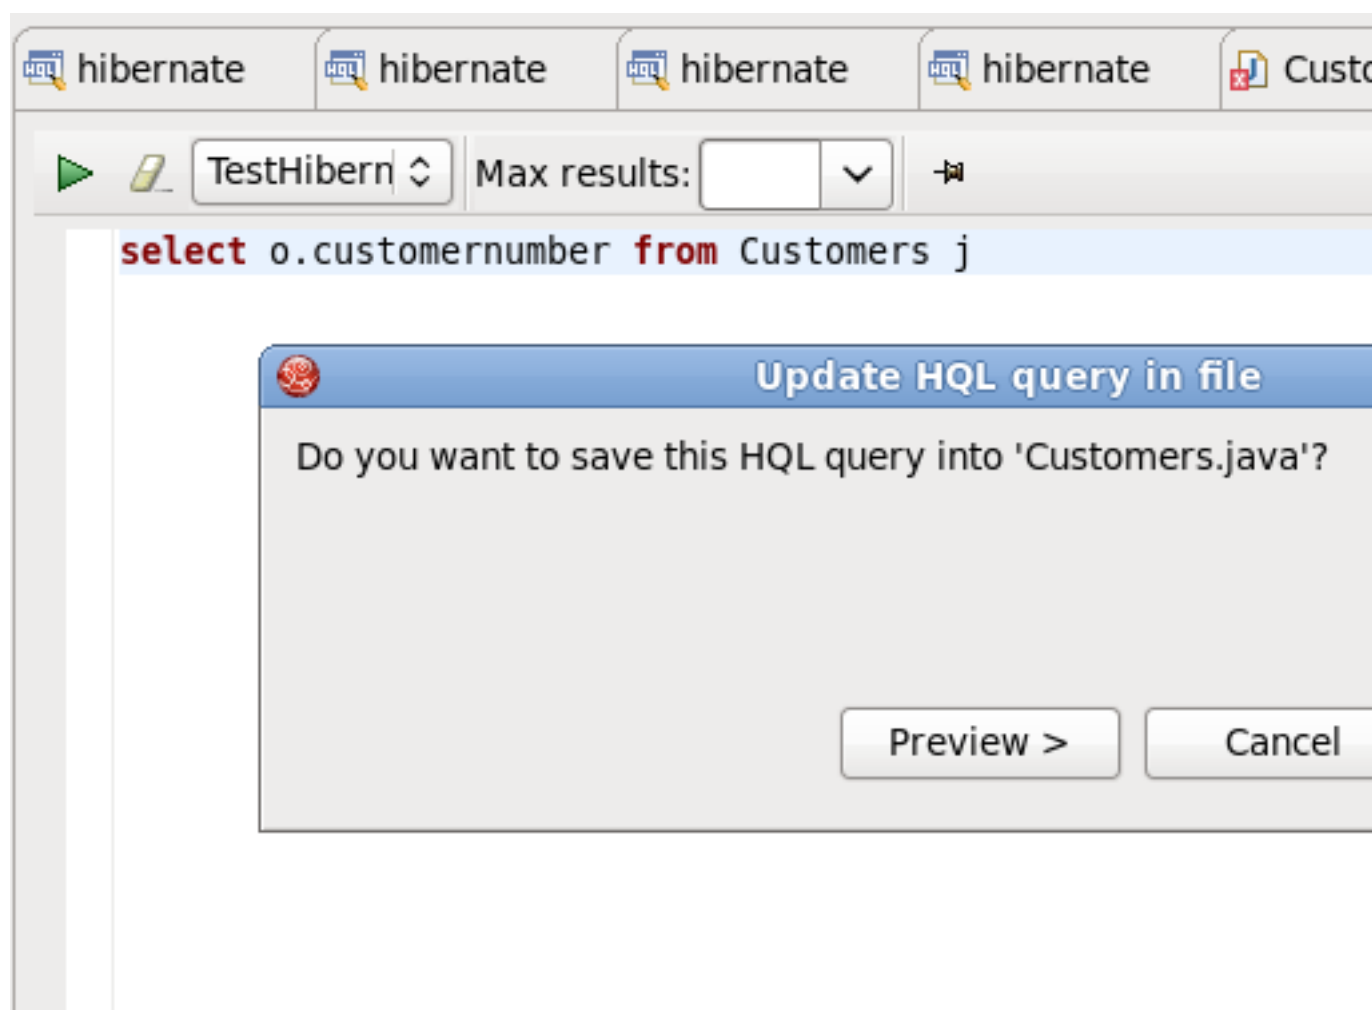 hibernate hibernate hibernate hibernate Custo
TestHibern Max results:
select o.customernumber from Customers j
Update HQL query in file
Do you want to save this HQL query into 'Customers.java'?
Preview > Cancel